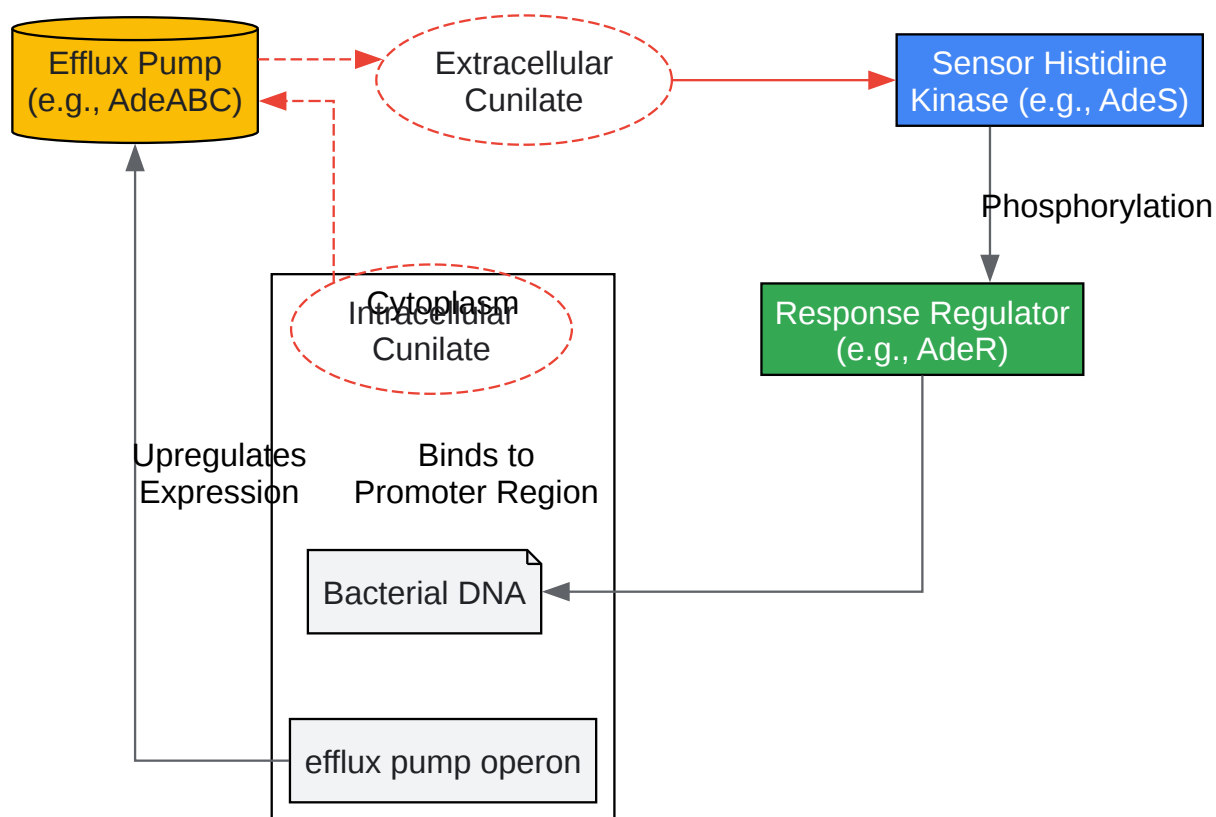 Efflux Pump
(e.g., AdeABC)
Extracellular
Cunilate
Sensor Histidine
Kinase (e.g., AdeS)
Phosphorylation
Cytoplasm
Intracellular
Cunilate
Response Regulator
(e.g., AdeR)
Upregulates
Expression
Binds to
Promoter Region
Bacterial DNA
efflux pump operon